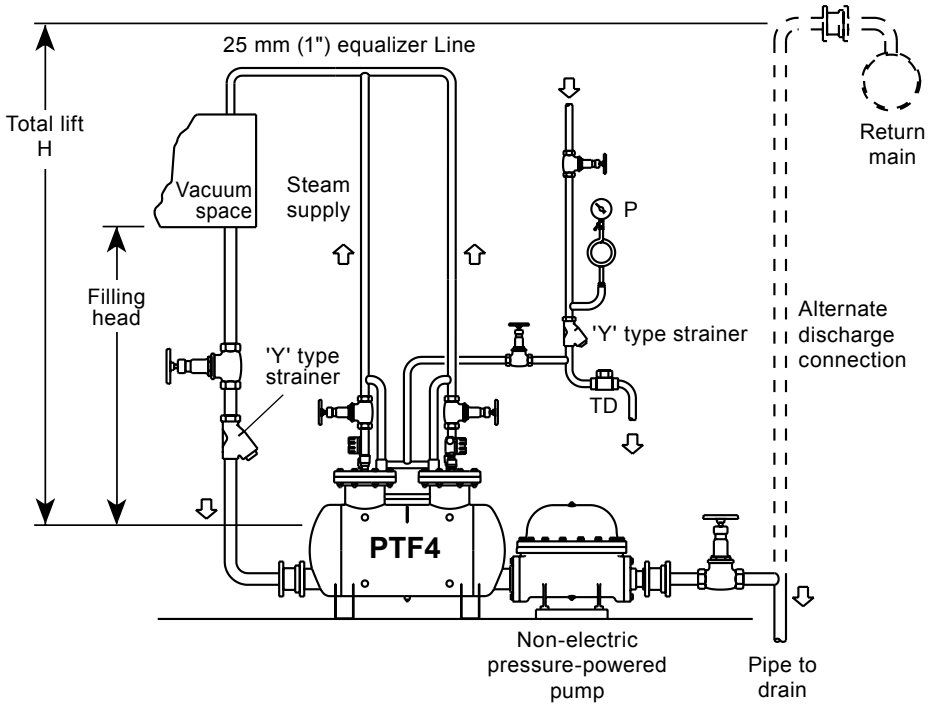 25 mm (1") equalizer Line
Total lift
H
Vacuum
space
Steam
supply
P
Return
main
Filling
head
'Y' type
strainer
'Y' type strainer
TD
Alternate
discharge
connection
PTF4
Non-electric
pressure-powered
pump
Pipe to
drain